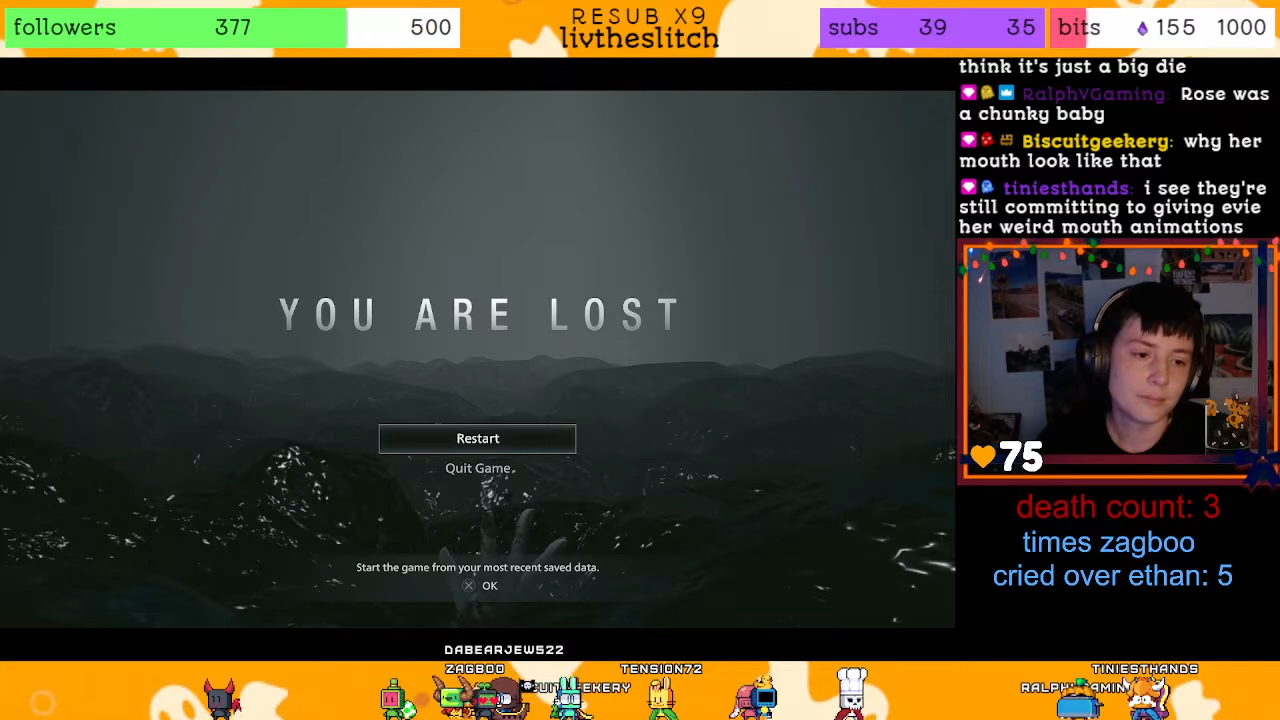 followers 377 500
RESUB X9
livtheslitch
subs 39 35
bits 155 1000
think it's just a big die
RalphVGaming: Rose was
a chunky baby
Biscuitgeekery: why her
mouth look like that
tiniesthands: i see they're
still committing to giving evie
her weird mouth animations
YOU ARE LOST
Restart
Quit Game
Start the game from your most recent saved data.
OK
75
death count: 3
times zagboo
cried over ethan: 5
DABEARJEW522
ZAGBOO
TENSION72
TINIESTHANDS